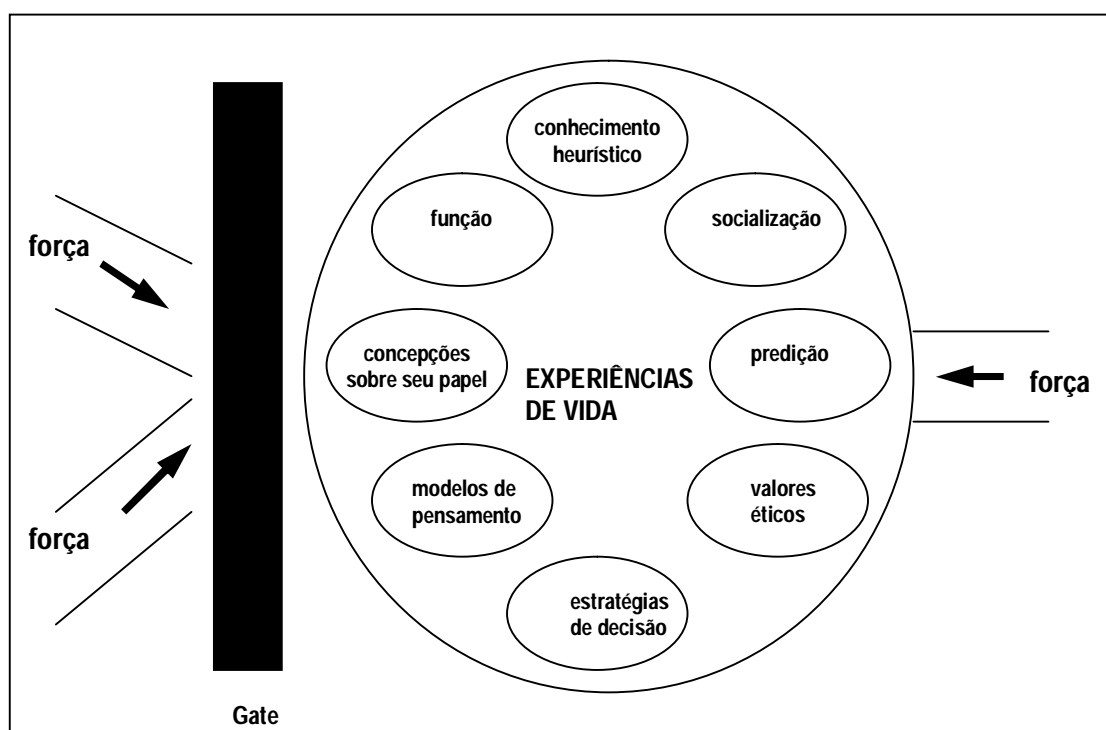 conhecimento
heurístico
função
socialização
força
concepções
sobre seu papel
EXPERIÊNCIAS
DE VIDA
predição
força
modelos de
pensamento
valores
éticos
força
estratégias
de decisão
Gate